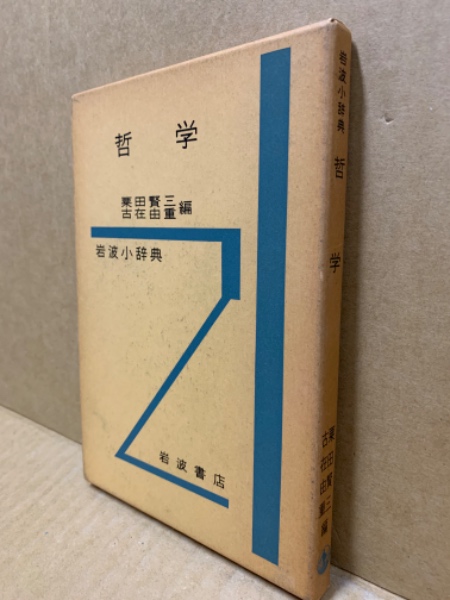 哲学
粟田賢三
古在由重 編
岩波小辞典
岩波書店
岩波小辞典
哲学
粟田賢三
古在由重 編